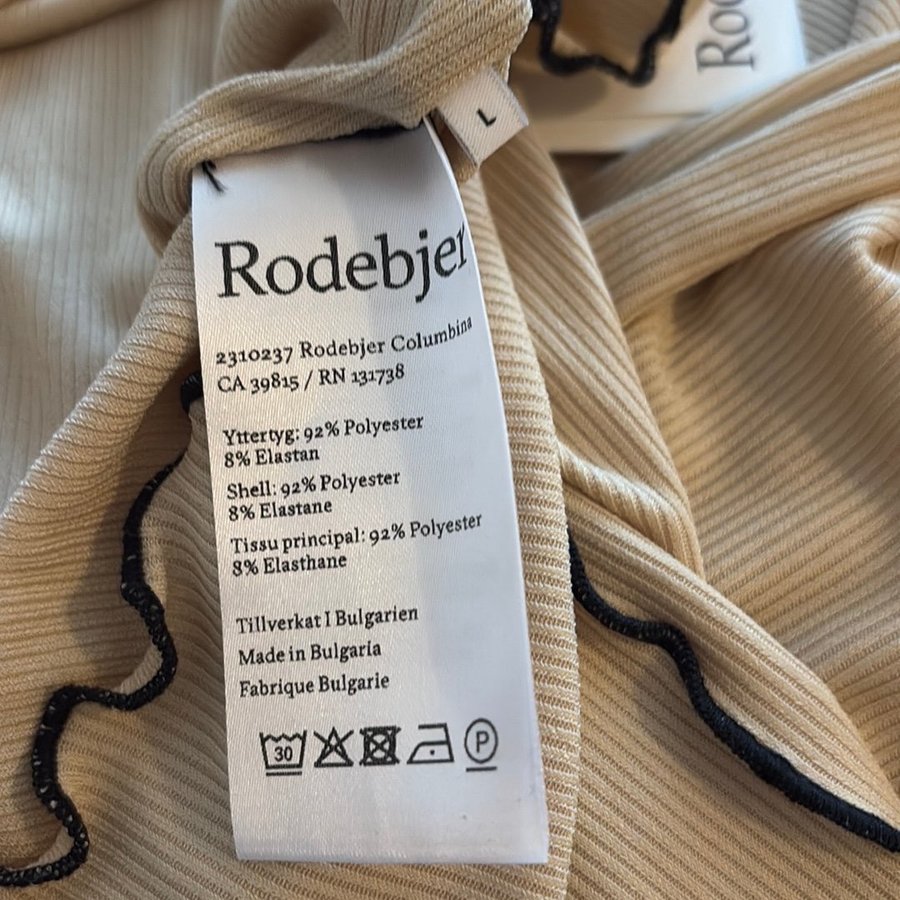 Roo
L
Rodebjer
2310237 Rodebjer Columbina
CA 39815 / RN 131738
Yttertyg: 92% Polyester
8% Elastan
Shell: 92% Polyester
8% Elastane
Tissu principal: 92% Polyester
8% Elasthane
Tillverkat I Bulgarien
Made in Bulgaria
Fabrique Bulgarie
30
P